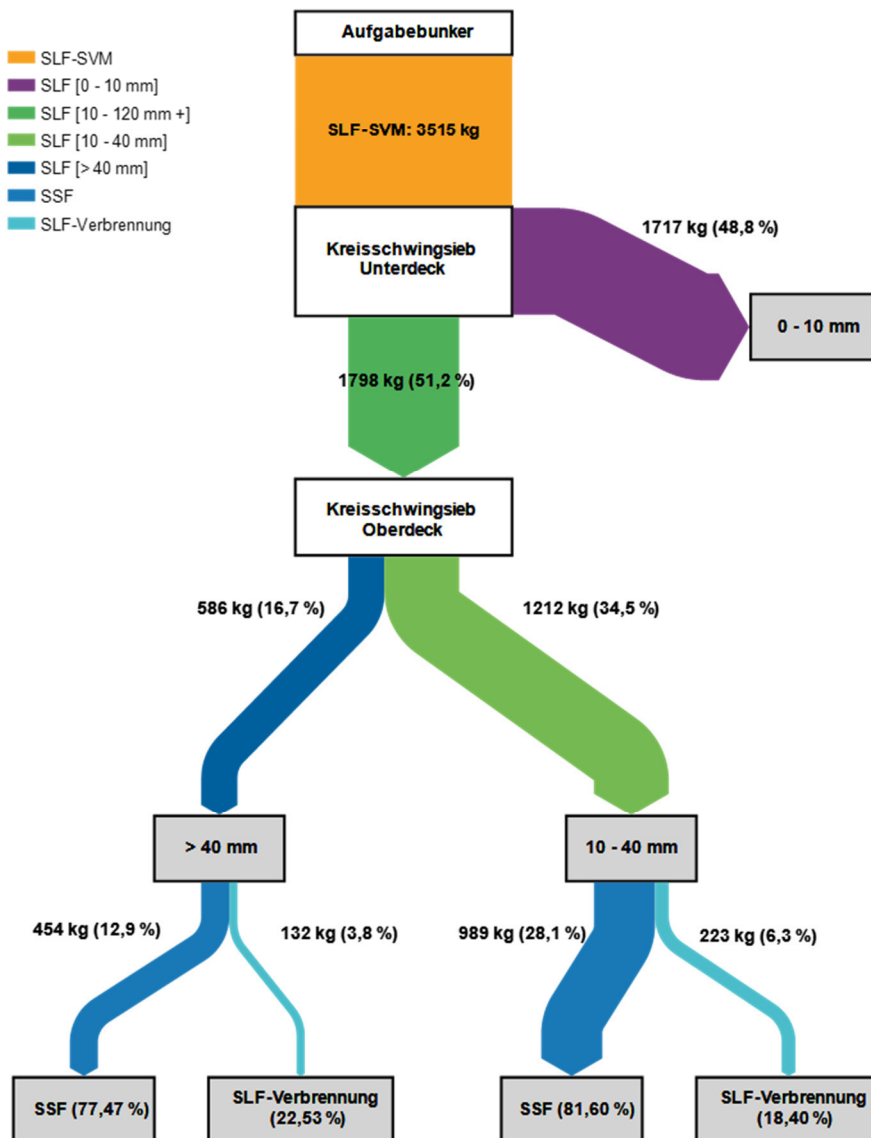 Aufgabebunker
SLF-SVM
SLF [0 - 10 mm]
SLF [10 - 120 mm +]
SLF [10 - 40 mm]
SLF [> 40 mm]
SSF
SLF-Verbrennung
SLF-SVM: 3515 kg
1717 kg (48,8 %)
Kreisschwingsieb
Unterdeck
0 - 10 mm
1798 kg (51,2 %)
Kreisschwingsieb
Oberdeck
586 kg (16,7 %)
1212 kg (34,5 %)
> 40 mm
10 - 40 mm
454 kg (12,9 %)
132 kg (3,8 %)
989 kg (28,1 %)
223 kg (6,3 %)
SSF (77,47 %)
SLF-Verbrennung
(22,53 %)
SSF (81,60 %)
SLF-Verbrennung
(18,40 %)